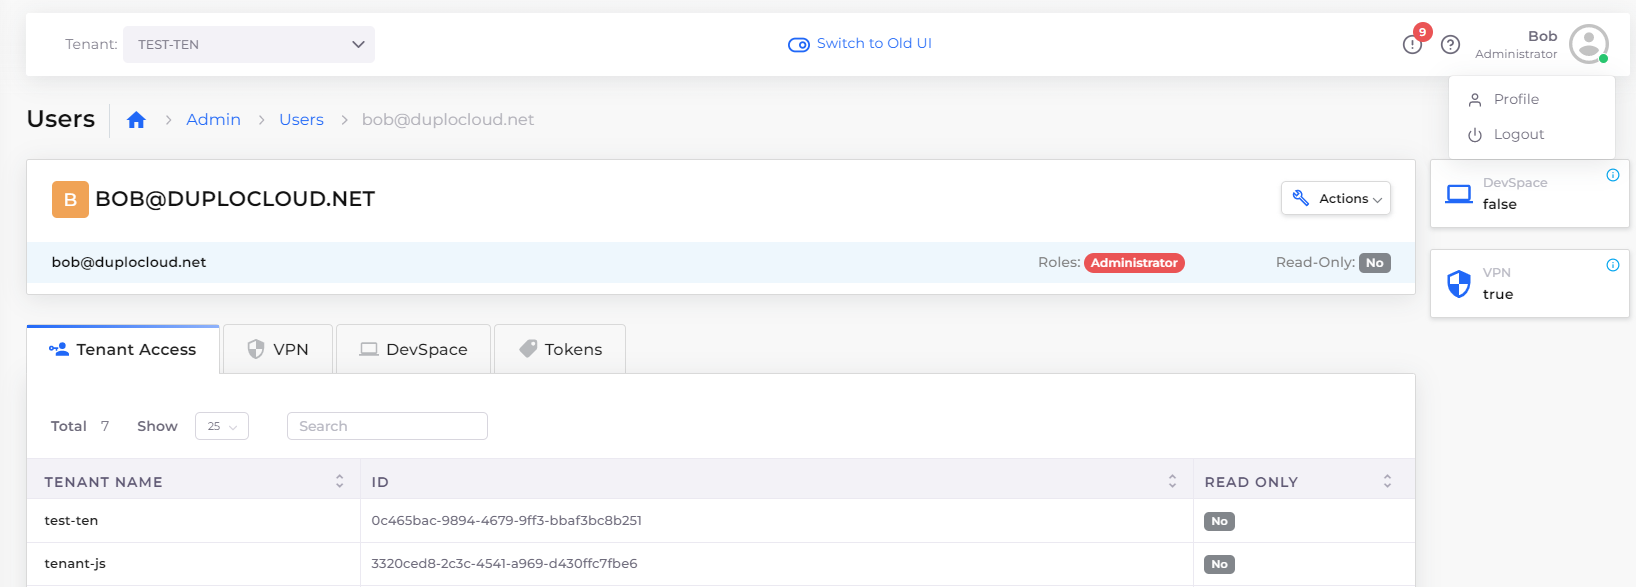 Tenant: TEST-TEN
Switch to Old UI
9
Bob
Administrator
Profile
Logout
Users
Admin > Users > bob@duplocloud.net
B BOB@DUPLOCLOUD.NET
Actions
bob@duplocloud.net Roles: Administrator Read-Only: No
DevSpace
false
VPN
true
Tenant Access VPN DevSpace Tokens
Total 7 Show 25 Search
TENANT NAME ID READ ONLY
test-ten 0c465bac-9894-4679-9ff3-bbaf3bc8b251 No
tenant-js 3320ced8-2c3c-4541-a969-d430ffc7fbe6 No